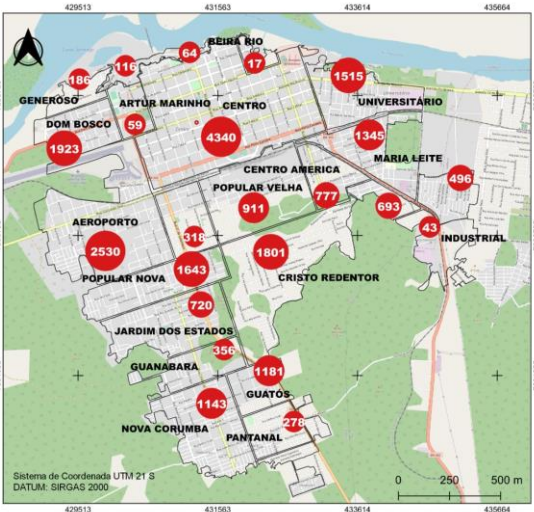 429513 431563 433614 435664
BEIRA RIO
64
17
116
186
1515
GENEROSO
ARTUR MARINHO
CENTRO
UNIVERSITÁRIO
DOM BOSCO
59
4340
1345
1923
MARIA LEITE
CENTRO AMERICA
496
POPULAR VELHA
777
693
911
AEROPORTO
43
318
INDUSTRIAL
2530
1801
1643
POPULAR NOVA
CRISTO REDENTOR
720
JARDIM DOS ESTADOS
356
GUANABARA
1181
GUATÓS
1143
278
NOVA CORUMBA
PANTANAL
Sistema de Coordenada UTM 21 S
DATUM: SIRGAS 2000
0 250 500 m
429513 431563 433614 435664